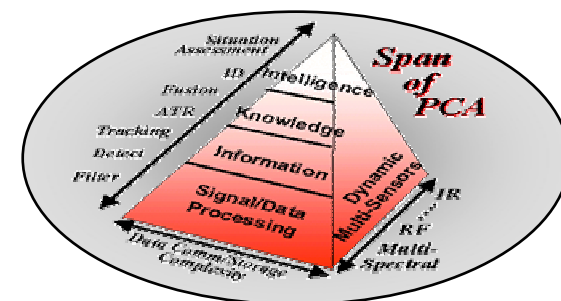 Situation
Assessment
ID
Fusion
ATR
Tracking
Detect
Filter
Intelligence
Knowledge
Information
Signal/Data
Processing
Dynamic
Multi-Sensors
Span
of
PCA
IR
RF
Multi-
Spectral
Data Comm/Storage
Complexity